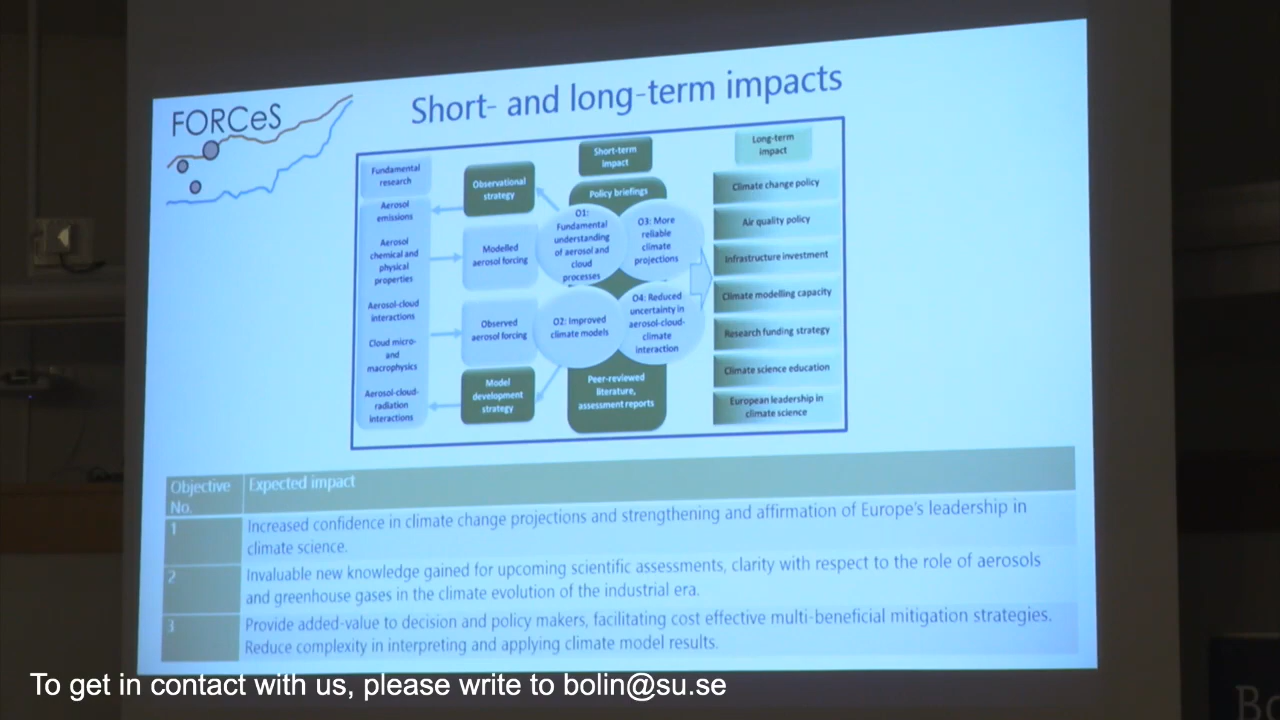 FORCeS
Short- and long-term impacts
Fundamental
research
Aerosol
emissions
Aerosol
chemical and
physical
properties
Aerosol-cloud
interactions
Cloud micro-
and
macrophysics
Aerosol-cloud-
radiation
interactions
Observational
strategy
Modelled
aerosol forcing
Observed
aerosol forcing
Model
development
strategy
Short-term
impact
Policy briefings
O1:
Fundamental
understanding
of aerosol and
cloud
processes
O3: More
reliable
climate
projections
O2: Improved
climate models
O4: Reduced
uncertainty in
aerosol-cloud-
climate
interaction
Peer-reviewed
literature,
assessment reports
Long-term
impact
Climate change policy
Air quality policy
Infrastructure investment
Climate modelling capacity
Research funding strategy
Climate science education
European leadership in
climate science
Objective
No.
Expected impact
1
Increased confidence in climate change projections and strengthening and affirmation of Europe's leadership in
climate science.
2
Invaluable new knowledge gained for upcoming scientific assessments, clarity with respect to the role of aerosols
and greenhouse gases in the climate evolution of the industrial era.
3
Provide added-value to decision and policy makers, facilitating cost effective multi-beneficial mitigation strategies.
Reduce complexity in interpreting and applying climate model results.
To get in contact with us, please write to bolin@su.se